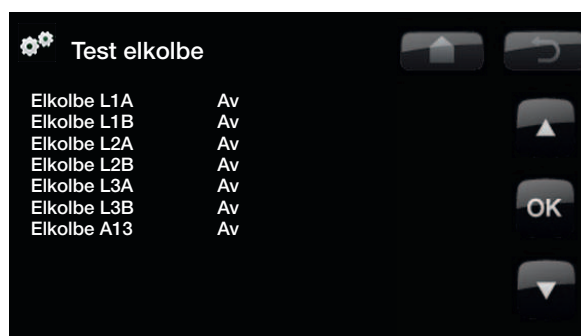 Test elkolbe
Elkolbe L1A Av
Elkolbe L1B Av
Elkolbe L2A Av
Elkolbe L2B Av
Elkolbe L3A Av
Elkolbe L3B Av
Elkolbe A13 Av
OK